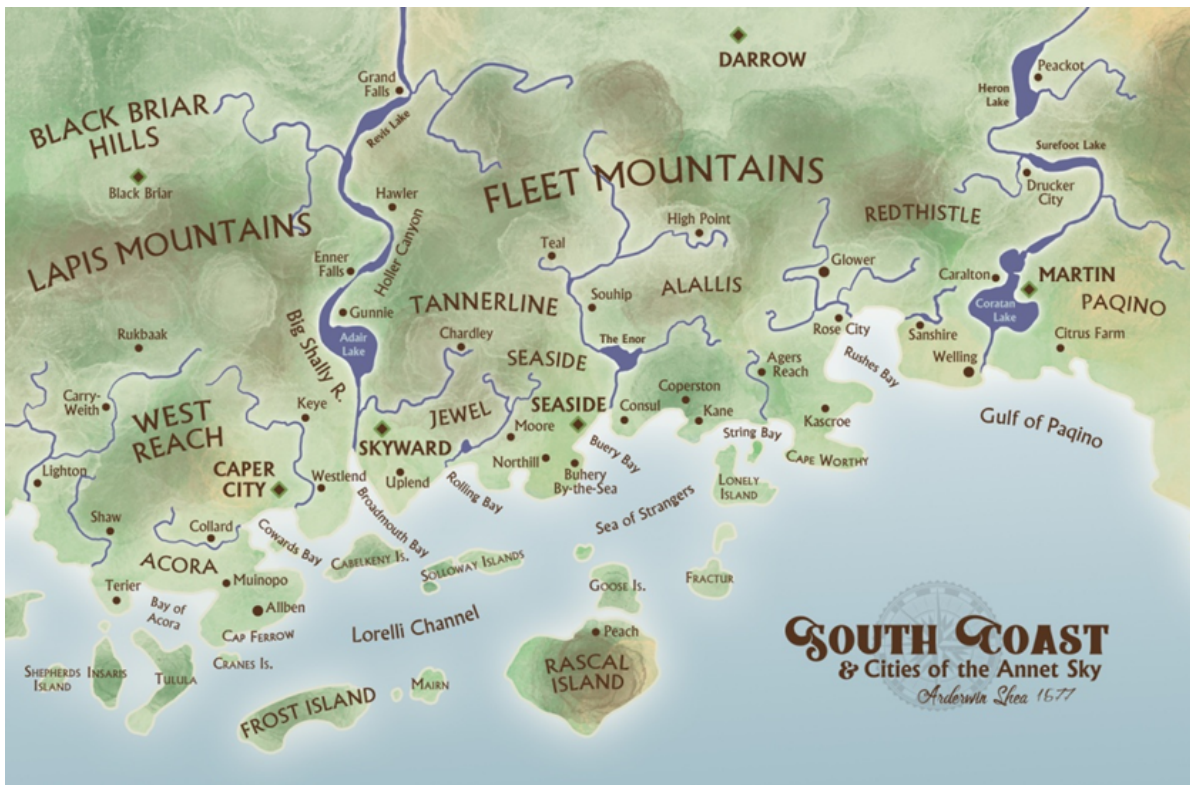 DARROW
Peackot
Grand
Falls
Heron
Lake
BLACK BRIAR
HILLS
Revis Lake
Surefoot Lake
Black Briar
Hawler
FLEET MOUNTAINS
Drucker
City
LAPIS MOUNTAINS
High Point
REDTHISTLE
Enner
Falls
Holler Canyon
Teal
Glower
Caralton
MARTIN
ALALLIS
PAQINO
TANNERLINE
Souhip
Coratan
Lake
Gunnie
Big Shally R.
Adair
Lake
Rukbaak
Chardley
The Enor
Rose City
Sanshire
Citrus Farm
SEASIDE
Agers
Reach
Rushes Bay
Welling
Carry-
Weith
WEST
REACH
Keye
JEWEL
SEASIDE
Coperston
Consul
Kane
Kascroe
Gulf of Paqino
SKYWARD
Moore
String Bay
Buery Bay
CAPE WORTHY
Lighton
CAPER
CITY
Westlend
Uplend
Northill
Buhery
By-the-Sea
Rolling Bay
LONELY
ISLAND
Broadmouth Bay
Sea of Strangers
Shaw
Collard
Cowards Bay
CABELKENY IS.
SOLLOWAY ISLANDS
ACORA
Muinopo
GOOSE IS.
FRACTUR
Terier
Bay of
Acora
Allben
Lorelli Channel
CAP FERROW
Peach
SOUTH COAST
& Cities of the Annet Sky
Arderwin Shea 1677
SHEPHERDS
ISLAND
INSARIS
TULULA
CRANES IS.
MAIRN
RASCAL
ISLAND
FROST ISLAND